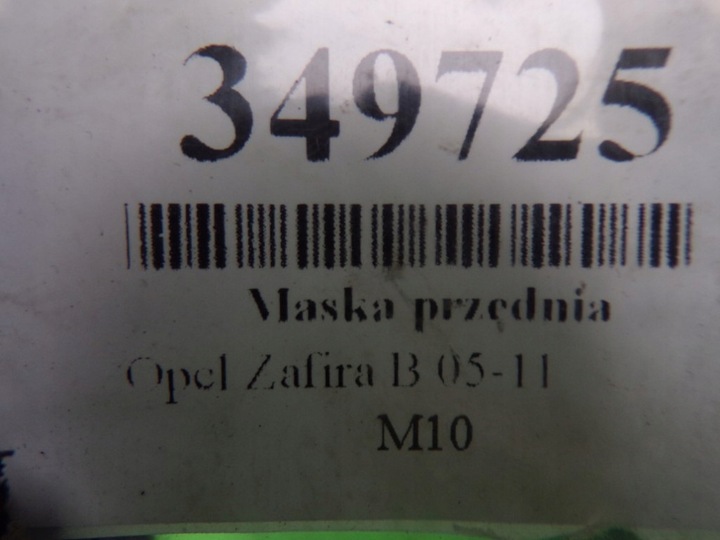 349725
Maska przednia
Opel Zafira B 05-11
M10